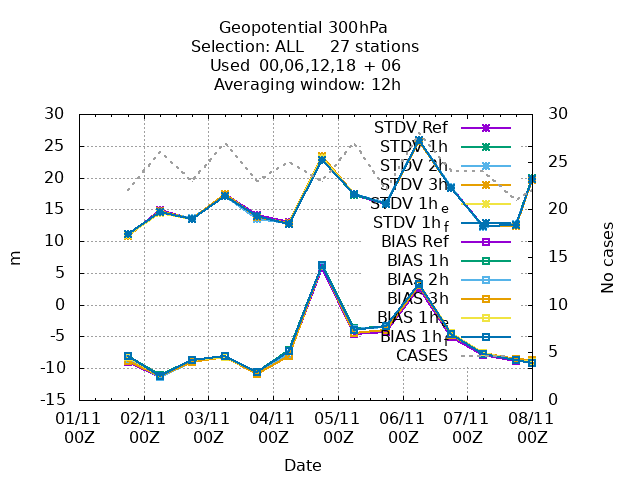 Geopotential 300hPa
Selection: ALL 27 stations
Used 00,06,12,18 + 06
Averaging window: 12h
30 30
STDV Ref
STDV 1h
25 25
STDV 2h
STDV 3h
20 20
STDV 1h e
15
STDV 1h f
BIAS Ref
10 15
BIAS 1h
5
BIAS 2h
BIAS 3h
0 10
BIAS 1h e
BIAS 1h f
-5 5
CASES
-10
-15 0
m
No cases
01/11 02/11 03/11 04/11 05/11 06/11 07/11 08/11
00Z 00Z 00Z 00Z 00Z 00Z 00Z 00Z
Date